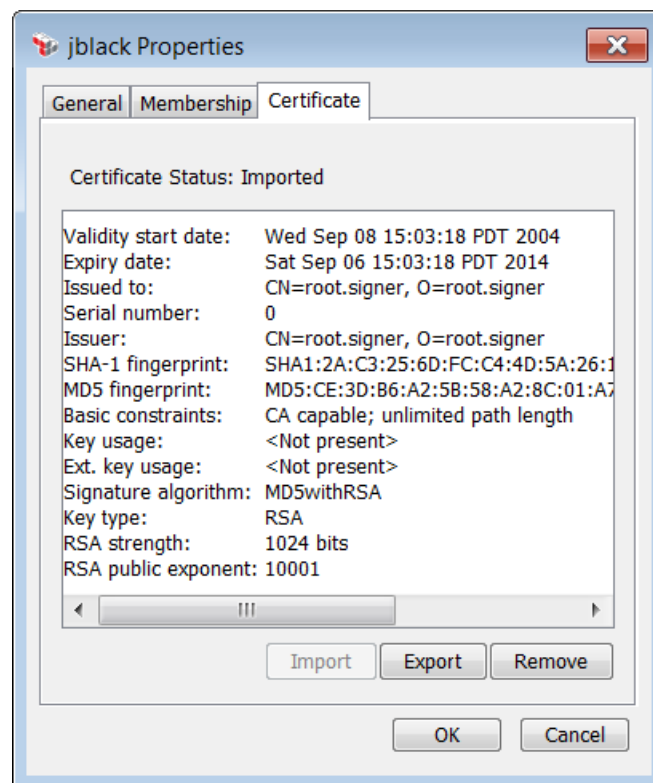 jblack Properties
General Membership Certificate
Certificate Status: Imported
Validity start date: Wed Sep 08 15:03:18 PDT 2004
Expiry date: Sat Sep 06 15:03:18 PDT 2014
Issued to: CN=root.signer, O=root.signer
Serial number: 0
Issuer: CN=root.signer, O=root.signer
SHA-1 fingerprint: SHA1:2A:C3:25:6D:FC:C4:4D:5A:26:1
MD5 fingerprint: MD5:CE:3D:B6:A2:5B:58:A2:8C:01:A7
Basic constraints: CA capable; unlimited path length
Key usage: <Not present>
Ext. key usage: <Not present>
Signature algorithm: MD5withRSA
Key type: RSA
RSA strength: 1024 bits
RSA public exponent: 10001
Import Export Remove
OK Cancel